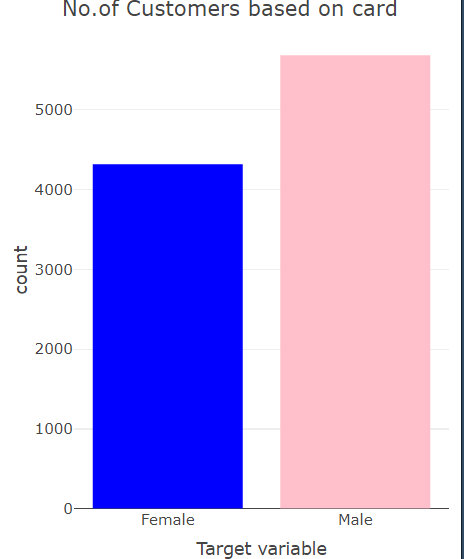 No.of Customers based on card
5000
4000
3000
2000
1000
0
count
Female Male
Target variable